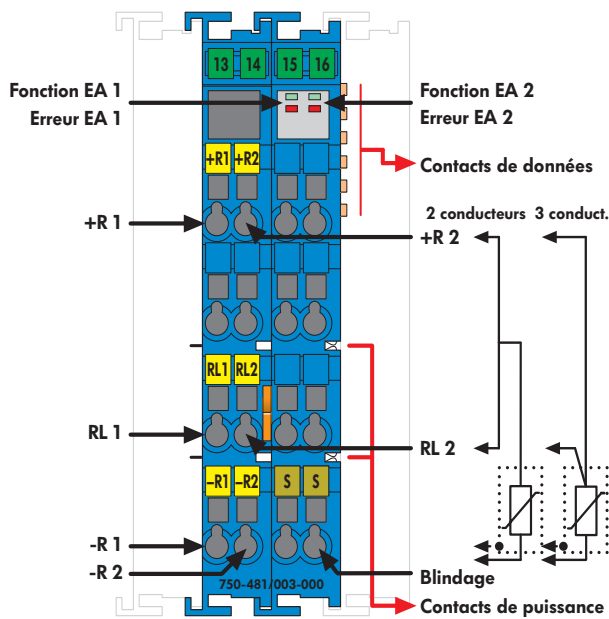 13 14 15 16
Fonction EA 1
Erreur EA 1
Fonction EA 2
Erreur EA 2
+R1 +R2
Contacts de données
2 conducteurs 3 conduct.
+R 1
+R 2
RL1 RL2
RL 1
RL 2
–R1 –R2 S S
-R 1
-R 2
750-481/003-000
Blindage
Contacts de puissance